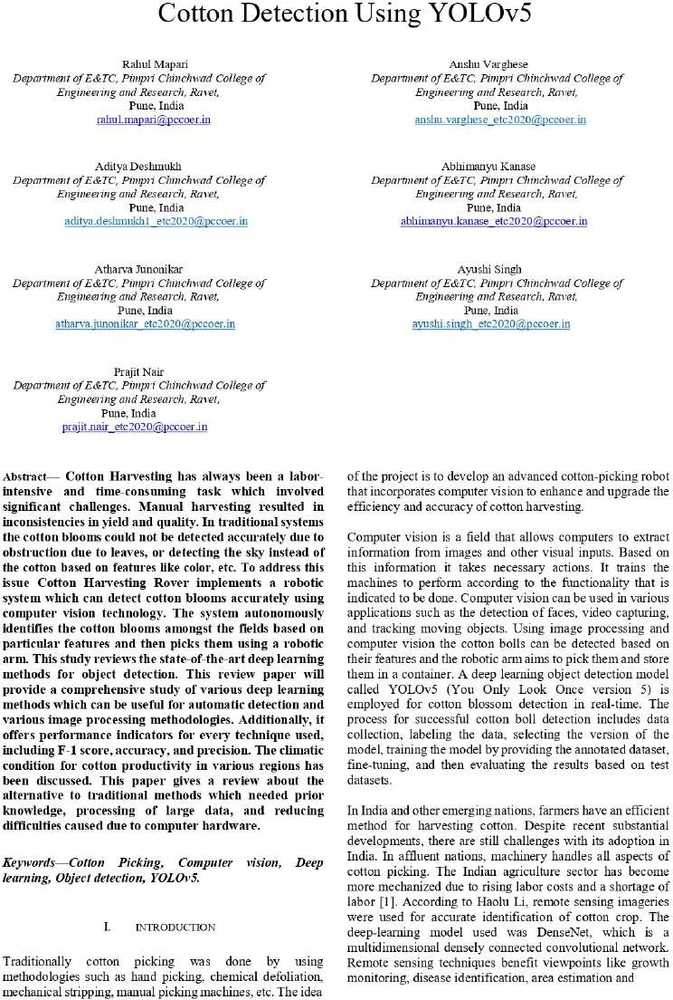 Cotton Detection Using YOLOv5
Rahul Mapari
Department of E&TC, Pimpri Chinchwad College of
Engineering and Research, Ravet,
Pune, India
rahul.mapari@pccoer.in
Anshu Varghese
Department of E&TC, Pimpri Chinchwad College of
Engineering and Research, Ravet,
Pune, India
anshu.varghese_etc2020@pccoer.in
Aditya Deshmukh
Department of E&TC, Pimpri Chinchwad College of
Engineering and Research, Ravet,
Pune, India
aditya.deshmukh1_etc2020@pccoer.in
Abhimanyu Kanase
Department of E&TC, Pimpri Chinchwad College of
Engineering and Research, Ravet,
Pune, India
abhimanyu.kanase_etc2020@pccoer.in
Atharva Junonikar
Department of E&TC, Pimpri Chinchwad College of
Engineering and Research, Ravet,
Pune, India
atharva.junonikar_etc2020@pccoer.in
Ayushi Singh
Department of E&TC, Pimpri Chinchwad College of
Engineering and Research, Ravet,
Pune, India
ayushi.singh_etc2020@pccoer.in
Prajit Nair
Department of E&TC, Pimpri Chinchwad College of
Engineering and Research, Ravet,
Pune, India
prajit.nair_etc2020@pccoer.in
Abstract— Cotton Harvesting has always been a labor-
intensive and time-consuming task which involved
significant challenges. Manual harvesting resulted in
inconsistencies in yield and quality. In traditional systems
the cotton blooms could not be detected accurately due to
obstruction due to leaves, or detecting the sky instead of
the cotton based on features like color, etc. To address this
issue Cotton Harvesting Rover implements a robotic
system which can detect cotton blooms accurately using
computer vision technology. The system autonomously
identifies the cotton blooms amongst the fields based on
particular features and then picks them using a robotic
arm. This study reviews the state-of-the-art deep learning
methods for object detection. This review paper will
provide a comprehensive study of various deep learning
methods which can be useful for automatic detection and
various image processing methodologies. Additionally, it
offers performance indicators for every technique used,
including F-1 score, accuracy, and precision. The climatic
condition for cotton productivity in various regions has
been discussed. This paper gives a review about the
alternative to traditional methods which needed prior
knowledge, processing of large data, and reducing
difficulties caused due to computer hardware.
Keywords—Cotton Picking, Computer vision, Deep
learning, Object detection, YOLOv5.
I. INTRODUCTION
Traditionally cotton picking was done by using
methodologies such as hand picking, chemical defoliation,
mechanical stripping, manual picking machines, etc. The idea
of the project is to develop an advanced cotton-picking robot
that incorporates computer vision to enhance and upgrade the
efficiency and accuracy of cotton harvesting.
Computer vision is a field that allows computers to extract
information from images and other visual inputs. Based on
this information it takes necessary actions. It trains the
machines to perform according to the functionality that is
indicated to be done. Computer vision can be used in various
applications such as the detection of faces, video capturing,
and tracking moving objects. Using image processing and
computer vision the cotton bolls can be detected based on
their features and the robotic arm aims to pick them and store
them in a container. A deep learning object detection model
called YOLOv5 (You Only Look Once version 5) is
employed for cotton blossom detection in real-time. The
process for successful cotton boll detection includes data
collection, labeling the data, selecting the version of the
model, training the model by providing the annotated dataset,
fine-tuning, and then evaluating the results based on test
datasets.
In India and other emerging nations, farmers have an efficient
method for harvesting cotton. Despite recent substantial
developments, there are still challenges with its adoption in
India. In affluent nations, machinery handles all aspects of
cotton picking. The Indian agriculture sector has become
more mechanized due to rising labor costs and a shortage of
labor [1]. According to Haolu Li, remote sensing imageries
were used for accurate identification of cotton crop. The
deep-learning model used was DenseNet, which is a
multidimensional densely connected convolutional network.
Remote sensing techniques benefit viewpoints like growth
monitoring, disease identification, area estimation and